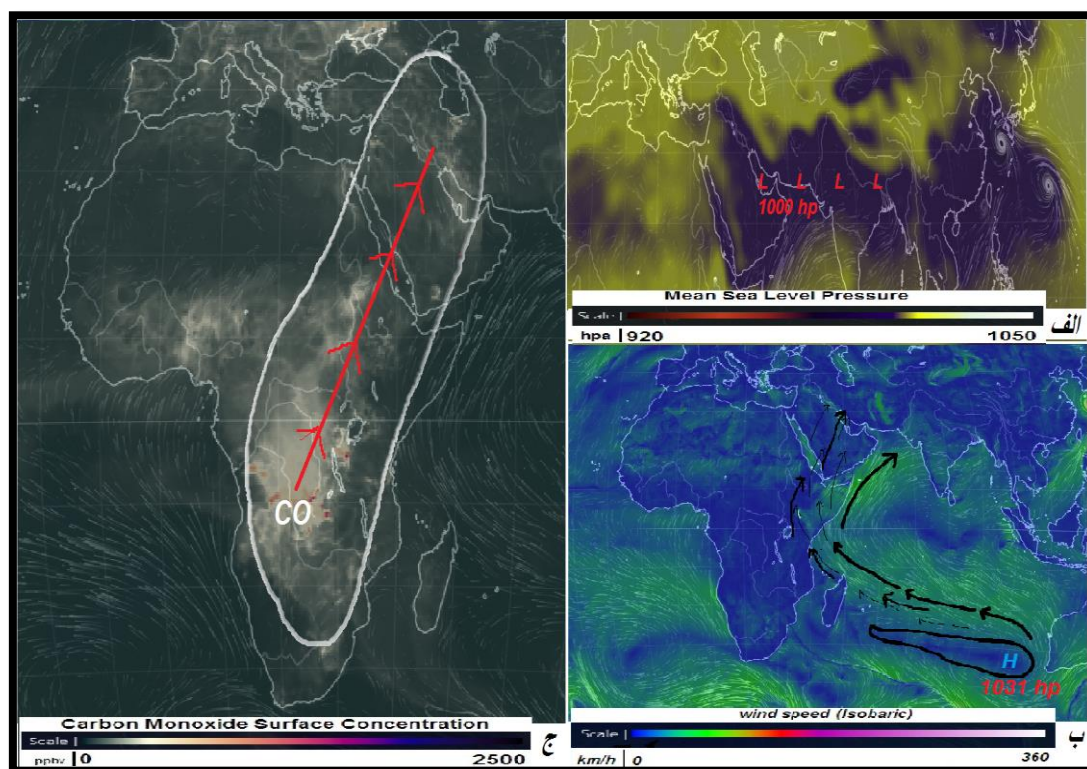 CO
Carbon Monoxide Surface Concentration
Scale
ppbv 0 2500
ج
L L L L
1000 hp
Mean Sea Level Pressure
Scale
hpa 920 1050
الف
H
1031 hp
wind speed (Isobaric)
Scale
km/h 0 360
ب